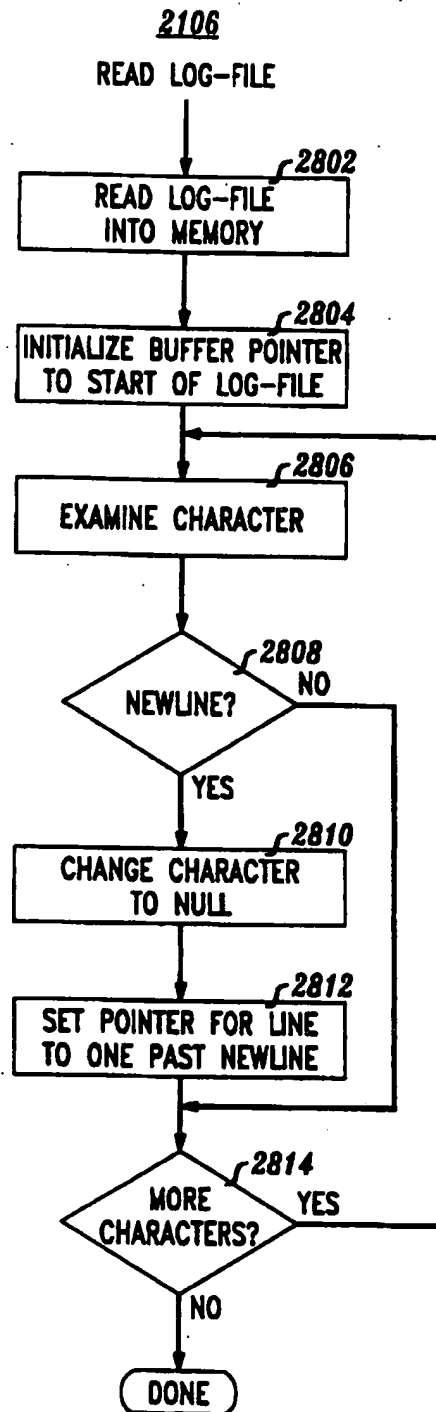 2106
READ LOG-FILE
2802
READ LOG-FILE
INTO MEMORY
2804
INITIALIZE BUFFER POINTER
TO START OF LOG-FILE
2806
EXAMINE CHARACTER
2808
NEWLINE?
NO
YES
2810
CHANGE CHARACTER
TO NULL
2812
SET POINTER FOR LINE
TO ONE PAST NEWLINE
2814
MORE
CHARACTERS?
YES
NO
DONE